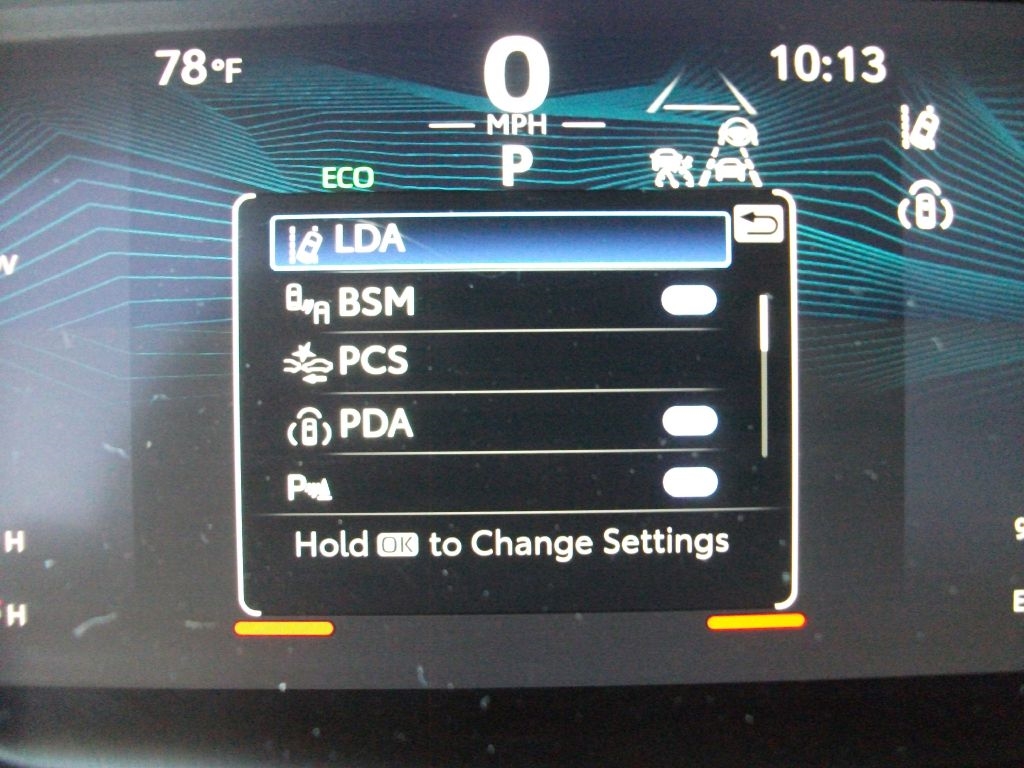 78°F
0
10:13
MPH
P
ECO
LDA
BSM
PCS
PDA
P
Hold OK to Change Settings
H
H
E